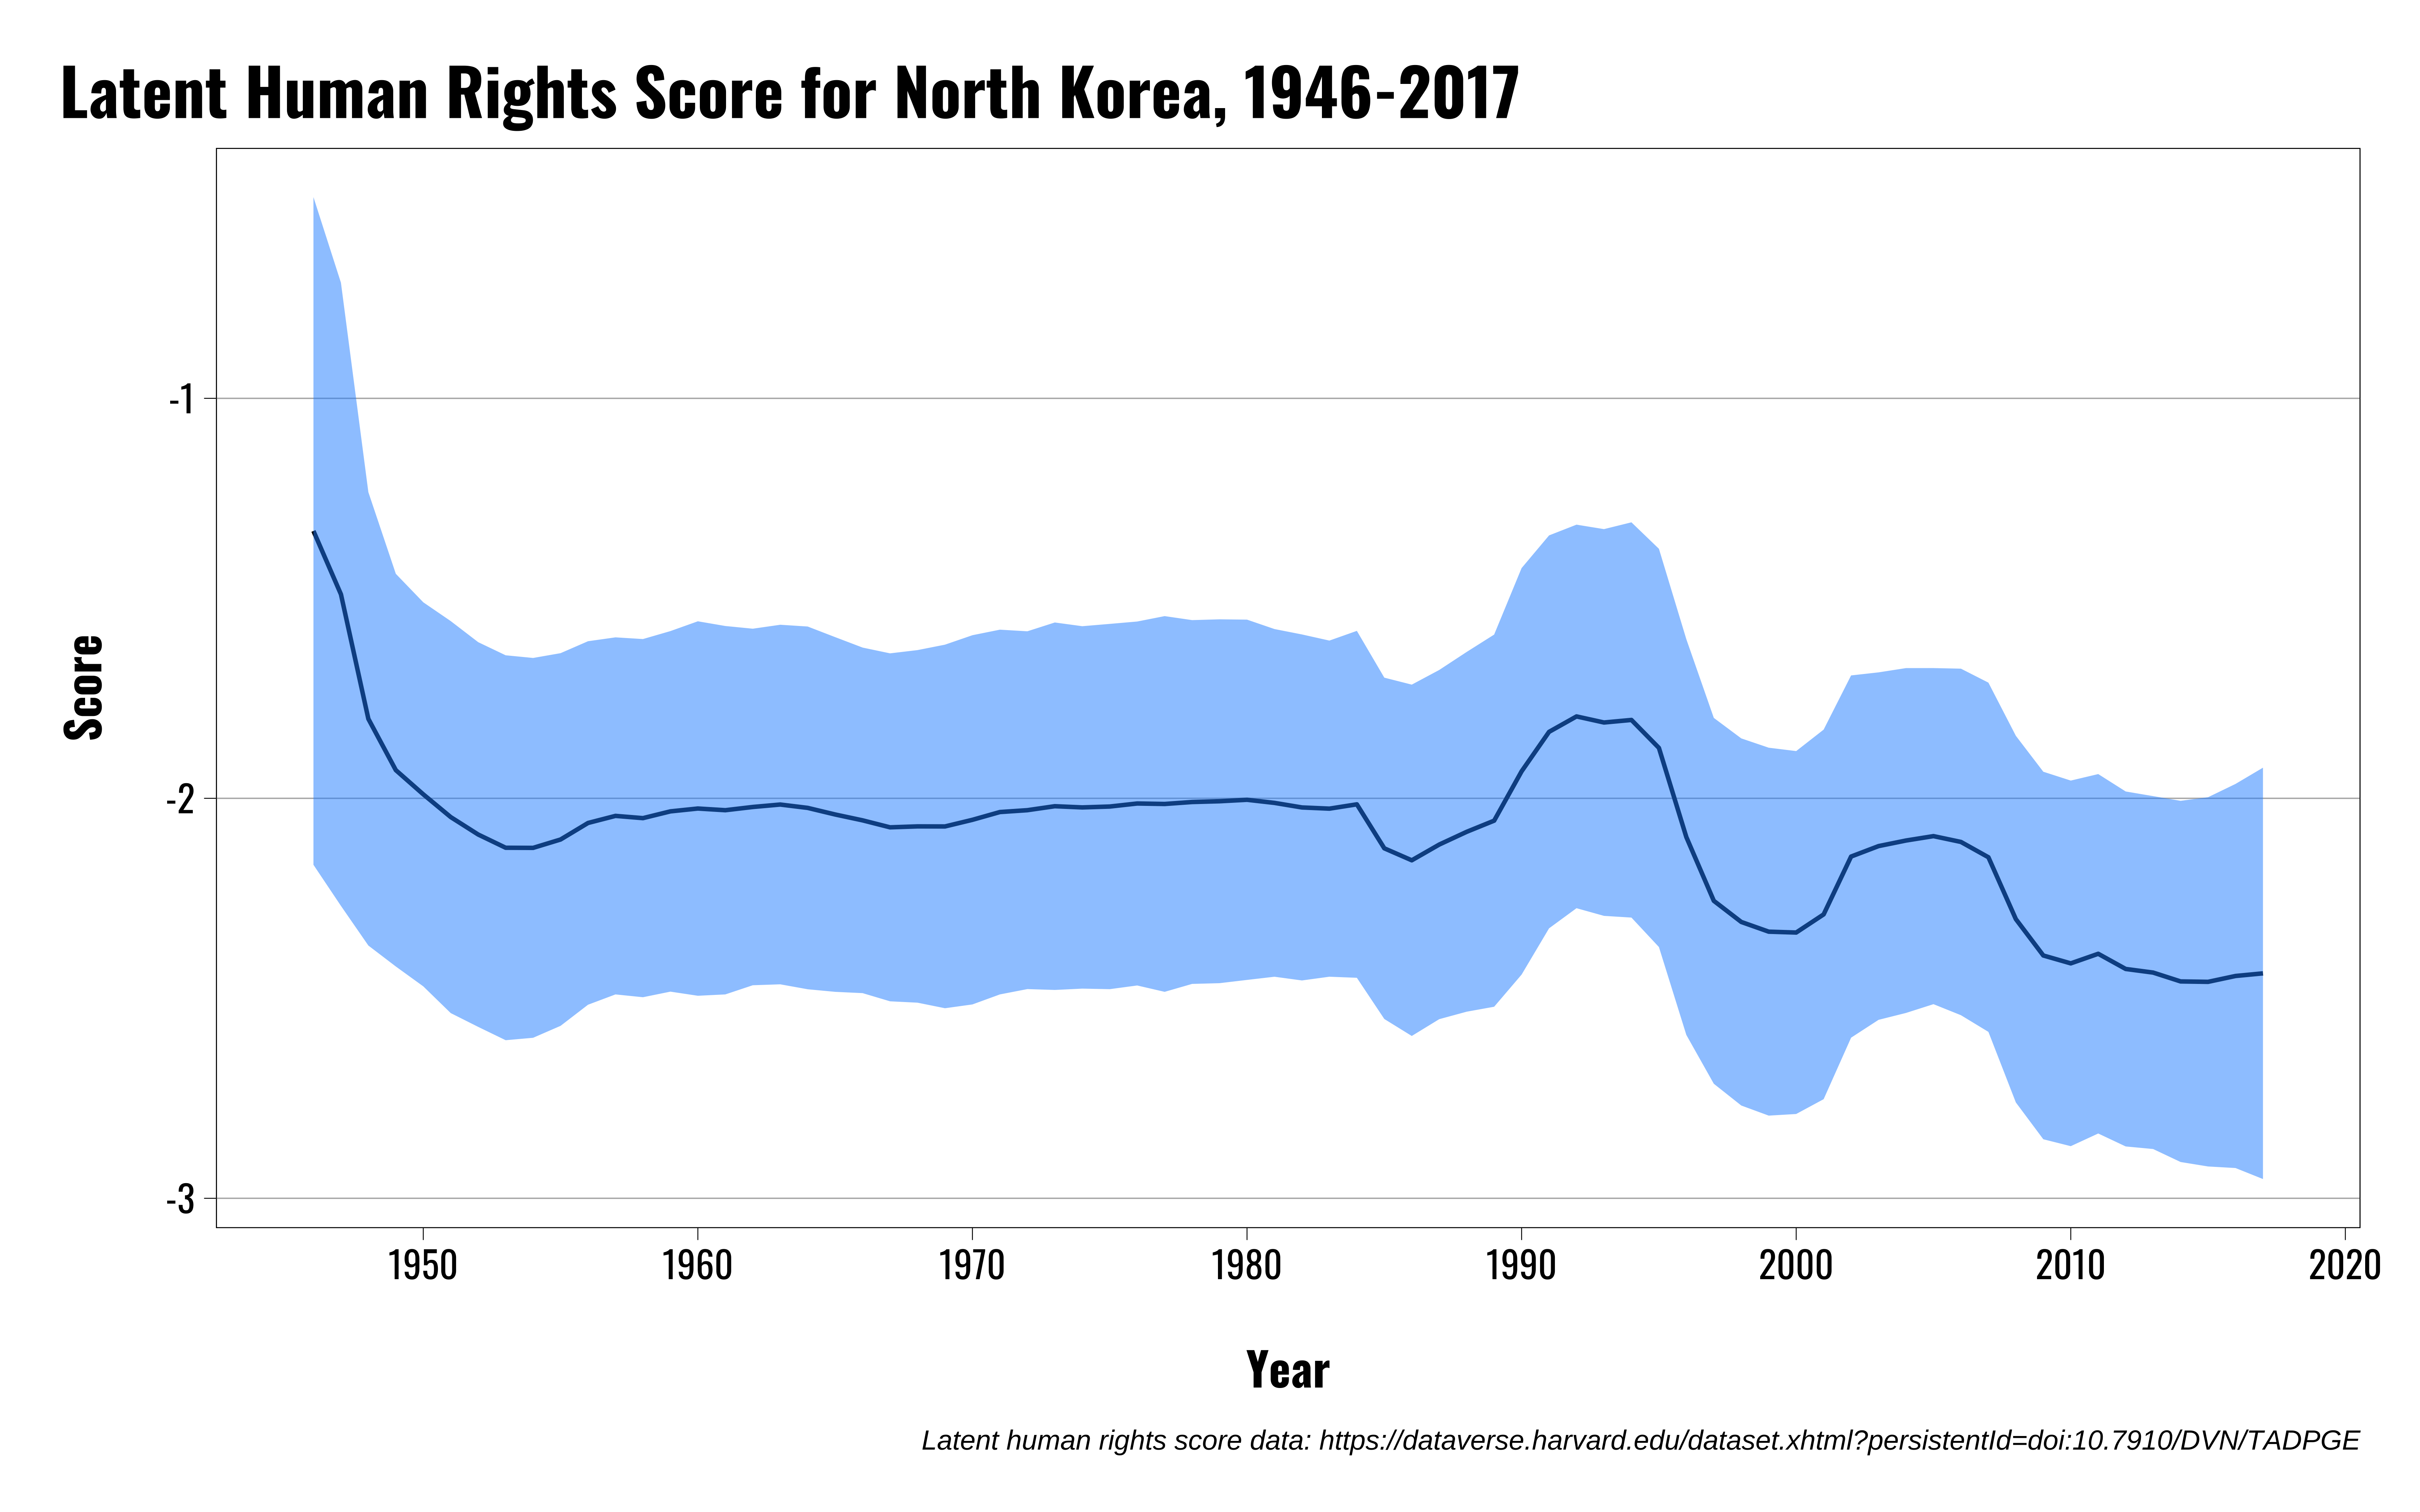 Latent Human Rights Score for North Korea, 1946-2017
Score
-1
-2
-3
1950 1960 1970 1980 1990 2000 2010 2020
Year
Latent human rights score data: https://dataverse.harvard.edu/dataset.xhtml?persistentId=doi:10.7910/DVN/TADPGE